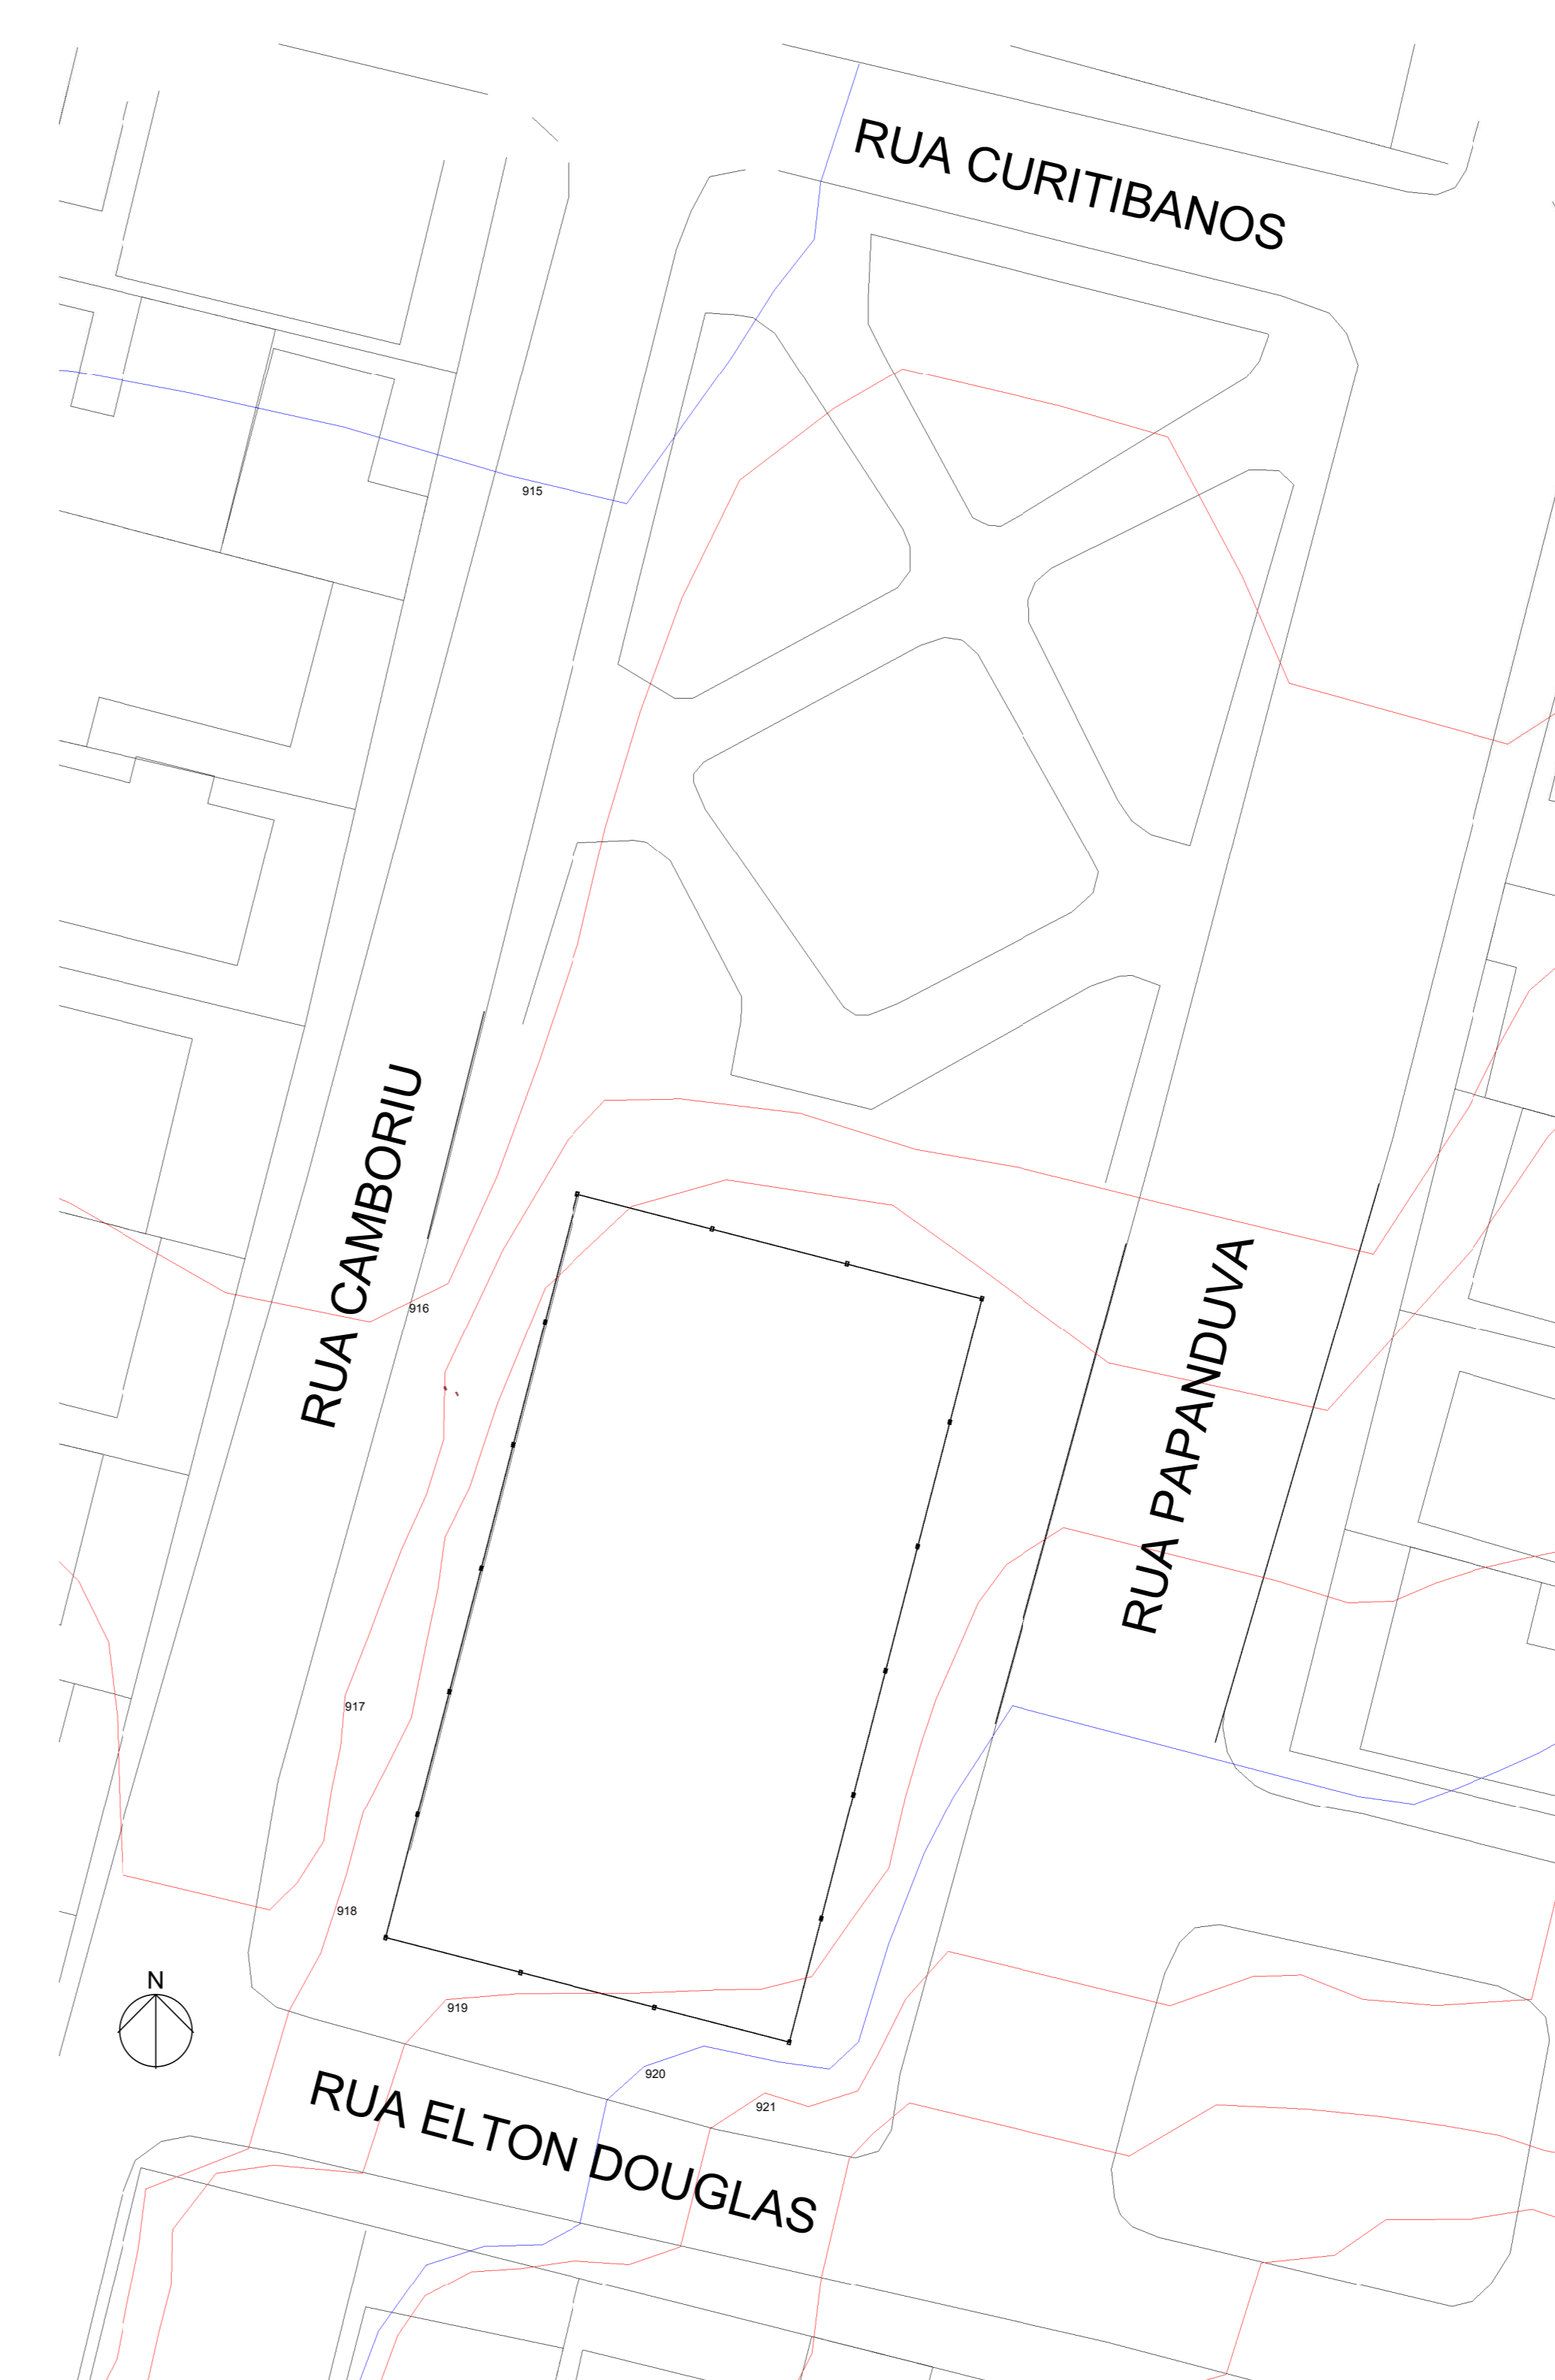 RUA CURITIBANOS
915
RUA CAMBORIU
916
RUA PAPANDUVA
917
918
N
919
920
921
RUA ELTON DOUGLAS